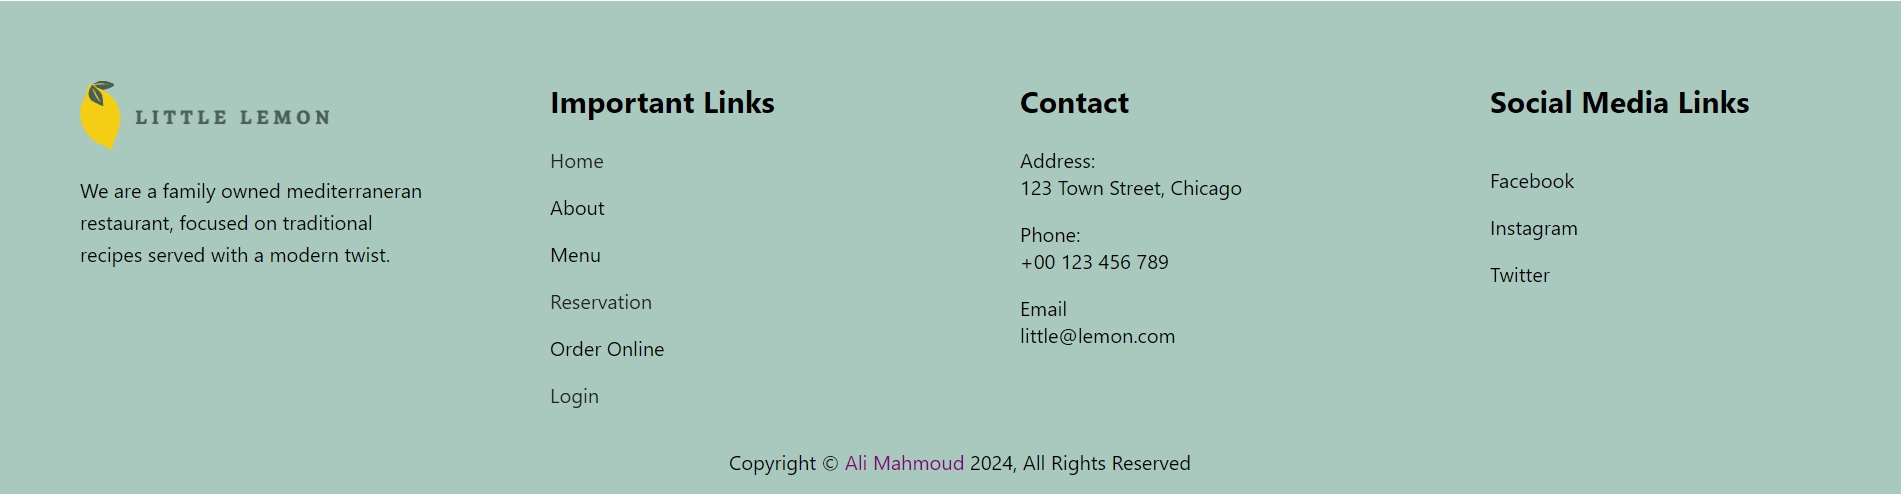 LITTLE LEMON
We are a family owned mediterraneran
restaurant, focused on traditional
recipes served with a modern twist.
Important Links
Home
About
Menu
Reservation
Order Online
Login
Contact
Address:
123 Town Street, Chicago
Phone:
+00 123 456 789
Email
little@lemon.com
Social Media Links
Facebook
Instagram
Twitter
Copyright © Ali Mahmoud 2024, All Rights Reserved